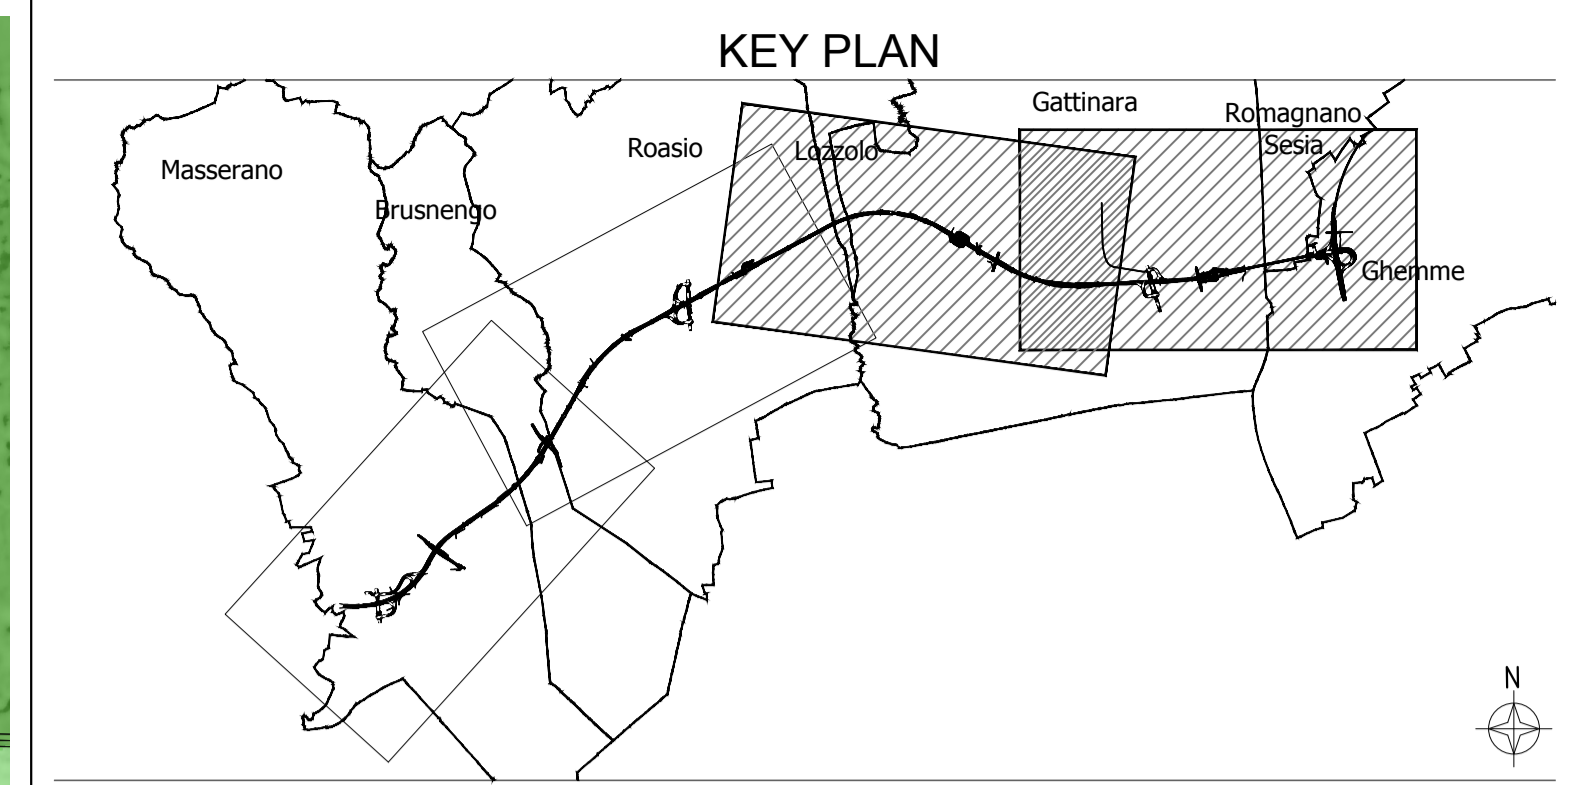 KEY PLAN
Gattinara
Romagnano
Sesia
Roasio
Lozzolo
Masserano
Brusnengo
Ghemme
N